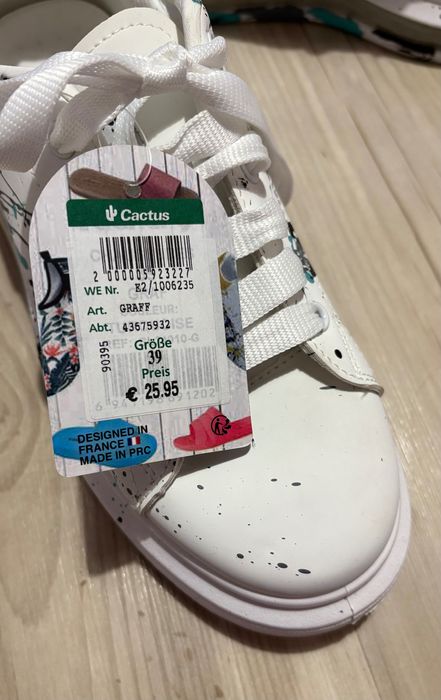 Cactus
2 000005 923227
WE Nr. E2/1006235
Art. GRAFF
Abt. 43675932
90395
Größe
39
Preis
€ 25.95
DESIGNED IN
FRANCE
MADE IN PRC